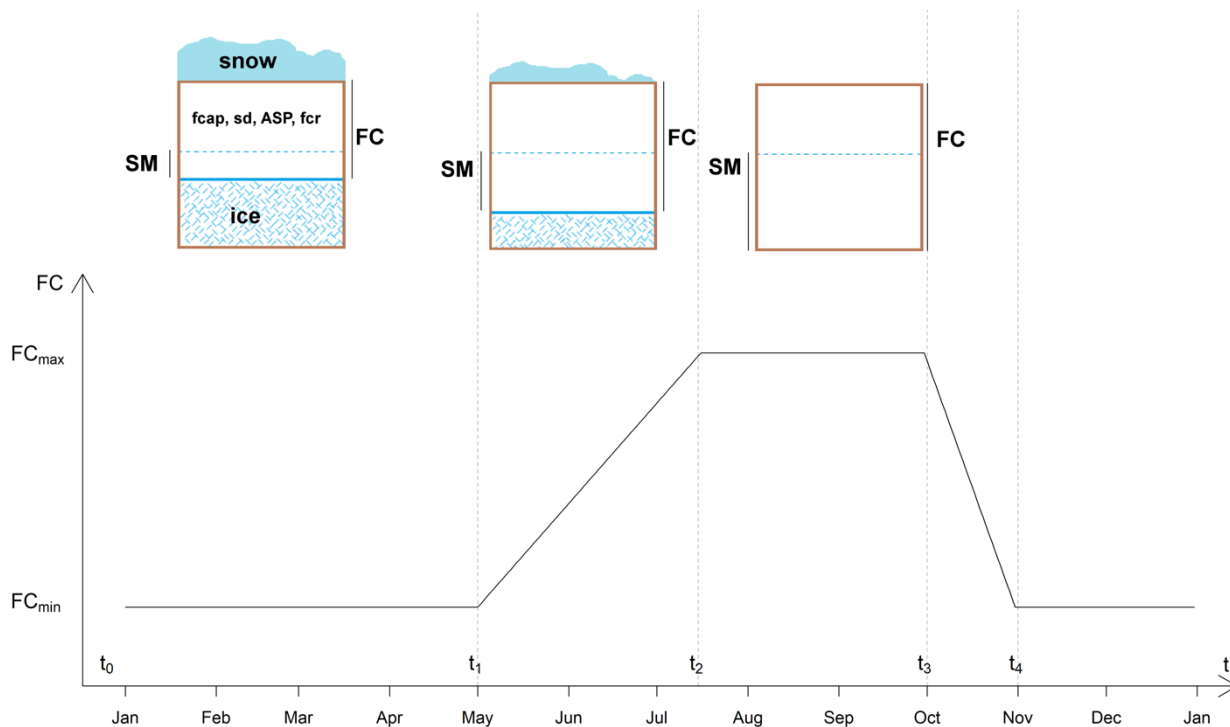 snow
fcap, sd, ASP, fcr
FC
SM
ice
FC
SM
FC
SM
FC
FCmax
FCmin
t0 t1 t2 t3 t4 t
Jan Feb Mar Apr May Jun Jul Aug Sep Oct Nov Dec Jan